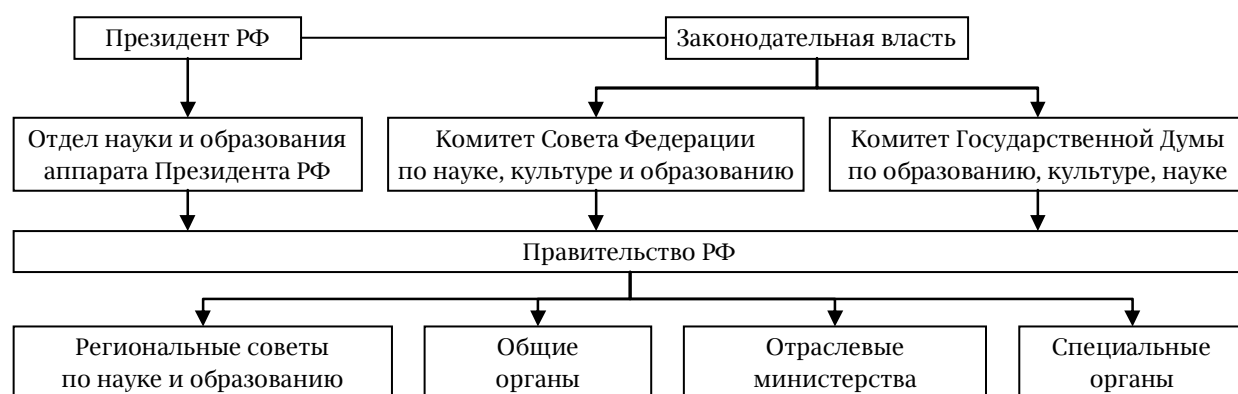 Президент РФ
Законодательная власть
Отдел науки и образования
аппарата Президента РФ
Комитет Совета Федерации
по науке, культуре и образованию
Комитет Государственной Думы
по образованию, культуре, науке
Правительство РФ
Региональные советы
по науке и образованию
Общие
органы
Отраслевые
министерства
Специальные
органы